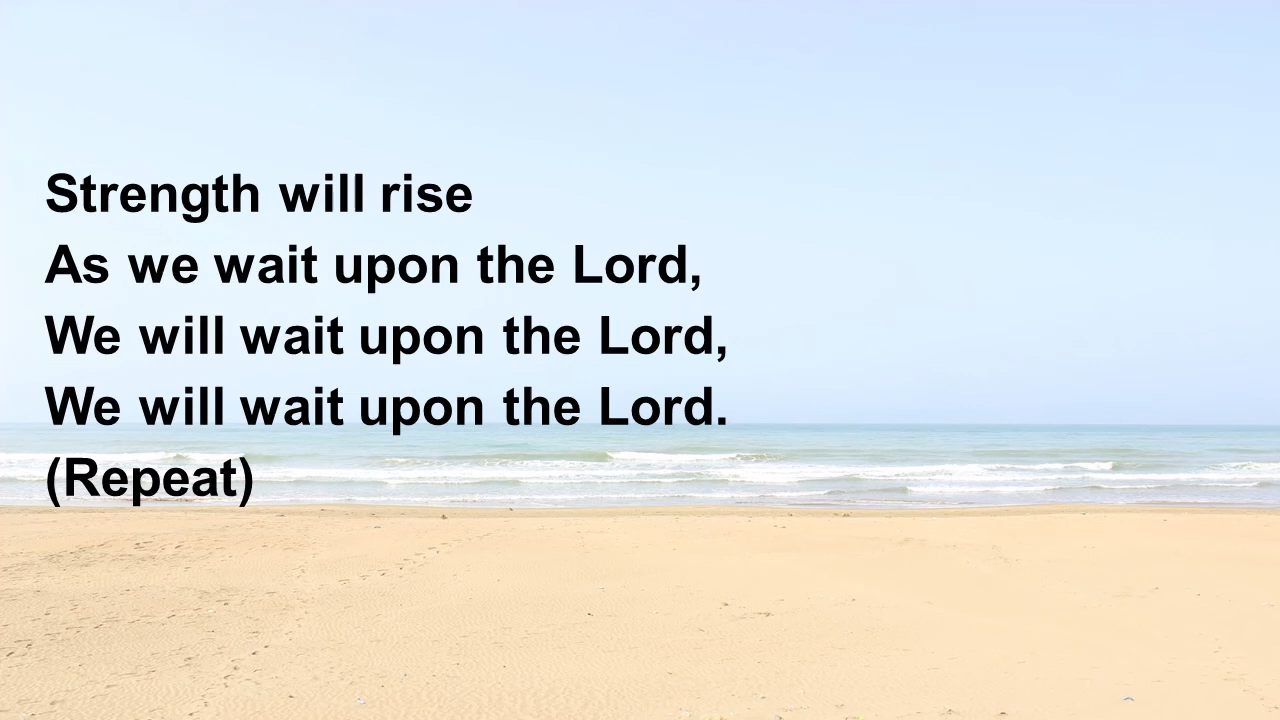 Strength will rise
As we wait upon the Lord,
We will wait upon the Lord,
We will wait upon the Lord.
(Repeat)